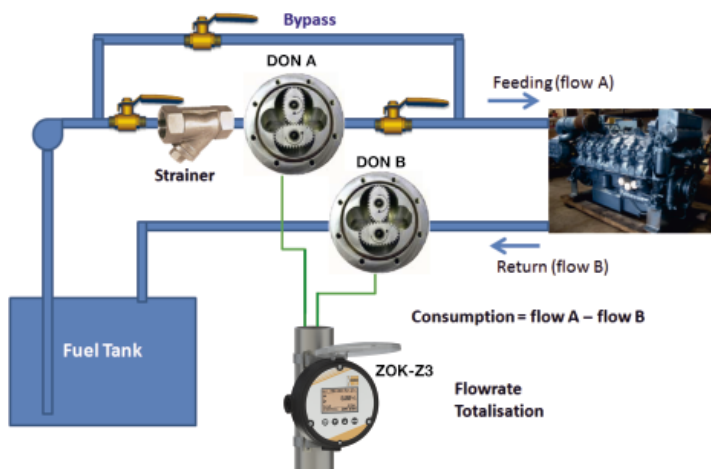 Bypass
DON A
Feeding (flow A)
Strainer
DON B
Return (flow B)
Consumption = flow A – flow B
Fuel Tank
ZOK-Z3
Flowrate
Totalisation